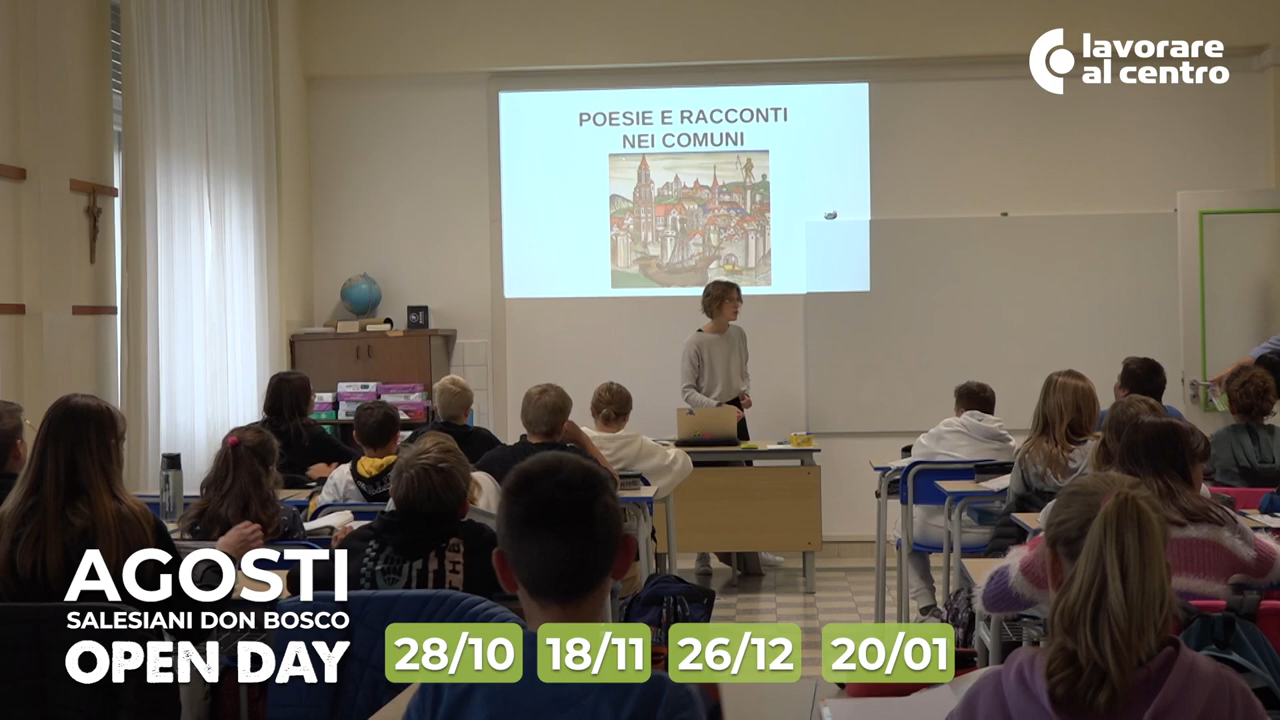 lavorare
al centro
POESIE E RACCONTI
NEI COMUNI
THE
AGOSTI
SALESIANI DON BOSCO
OPEN DAY
28/10 18/11 26/12 20/01